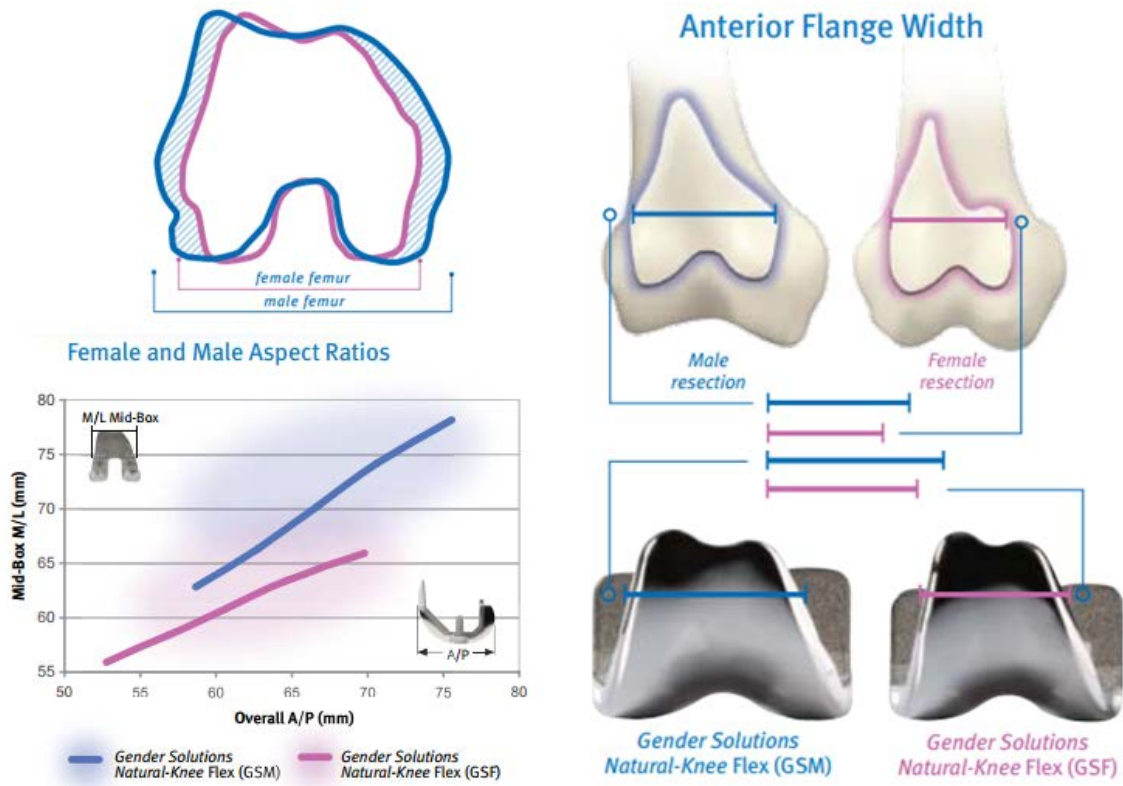 female femur
male femur
Female and Male Aspect Ratios
80
75
70
65
60
55
Mid-Box M/L (mm)
M/L Mid-Box
A/P
50
55
60
65
70
75
80
Overall A/P (mm)
Gender Solutions
Natural-Knee Flex (GSM)
Gender Solutions
Natural-Knee Flex (GSF)
Anterior Flange Width
Male
resection
Female
resection
Gender Solutions
Natural-Knee Flex (GSM)
Gender Solutions
Natural-Knee Flex (GSF)